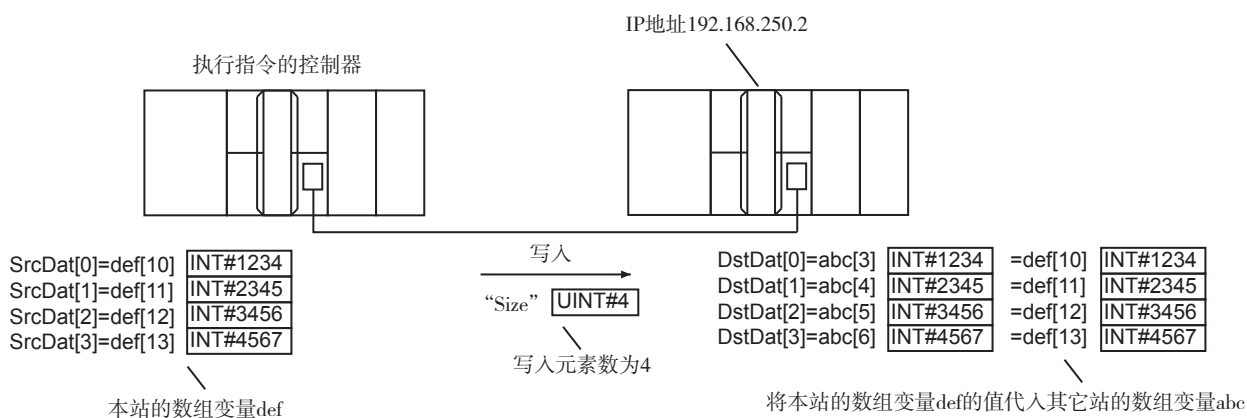 IP地址192.168.250.2
执行指令的控制器
SrcDat[0]=def[10] INT#1234
SrcDat[1]=def[11] INT#2345
SrcDat[2]=def[12] INT#3456
SrcDat[3]=def[13] INT#4567
本站的数组变量def
写入
“Size” UINT#4
写入元素数为4
DstDat[0]=abc[3] INT#1234 =def[10] INT#1234
DstDat[1]=abc[4] INT#2345 =def[11] INT#2345
DstDat[2]=abc[5] INT#3456 =def[12] INT#3456
DstDat[3]=abc[6] INT#4567 =def[13] INT#4567
将本站的数组变量def的值代入其它站的数组变量abc